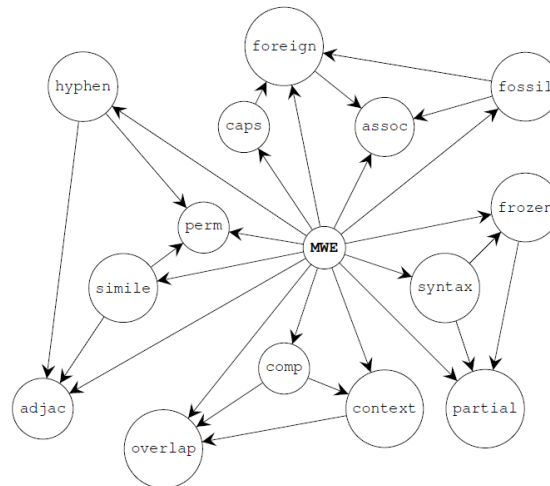 foreign
hyphen
fossil
caps
assoc
perm
frozen
MWE
simile
syntax
comp
adjac
context
partial
overlap